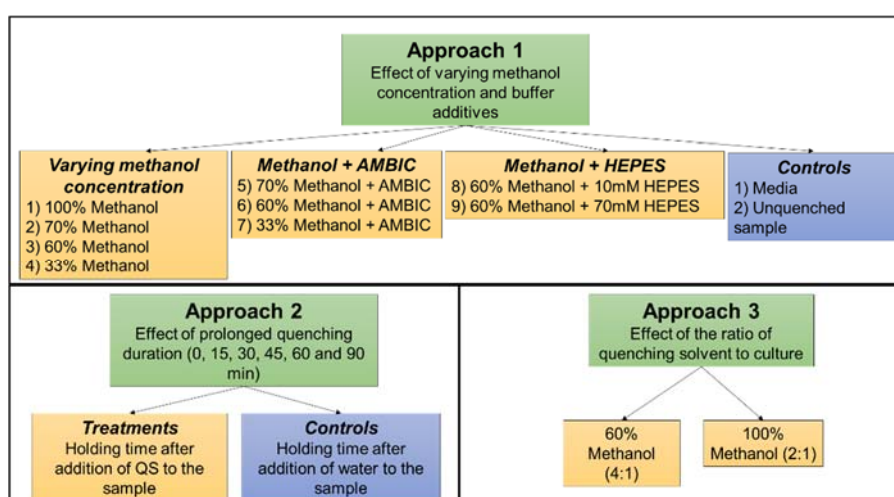 Approach 1
Effect of varying methanol
concentration and buffer
additives
Varying methanol
concentration
1) 100% Methanol
2) 70% Methanol
3) 60% Methanol
4) 33% Methanol
Methanol + AMBIC
5) 70% Methanol + AMBIC
6) 60% Methanol + AMBIC
7) 33% Methanol + AMBIC
Methanol + HEPES
8) 60% Methanol + 10mM HEPES
9) 60% Methanol + 70mM HEPES
Controls
1) Media
2) Unquenched
sample
Approach 2
Effect of prolonged quenching
duration (0, 15, 30, 45, 60 and 90
min)
Treatments
Holding time after
addition of QS to the
sample
Controls
Holding time after
addition of water to the
sample
Approach 3
Effect of the ratio of
quenching solvent to culture
60%
Methanol
(4:1)
100%
Methanol (2:1)